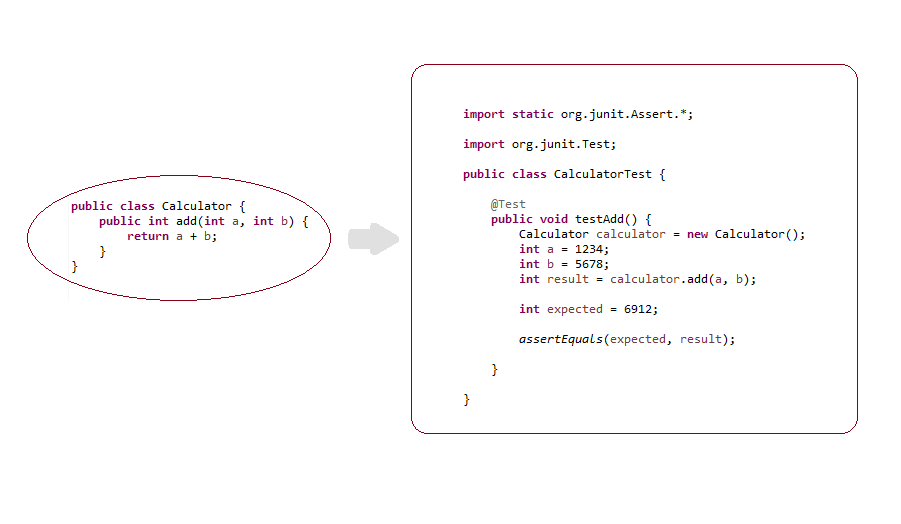 public class Calculator {
public int add(int a, int b) {
return a + b;
}
}
import static org.junit.Assert.*;
import org.junit.Test;
public class CalculatorTest {
@Test
public void testAdd() {
Calculator calculator = new Calculator();
int a = 1234;
int b = 5678;
int result = calculator.add(a, b);
int expected = 6912;
assertEquals(expected, result);
}
}